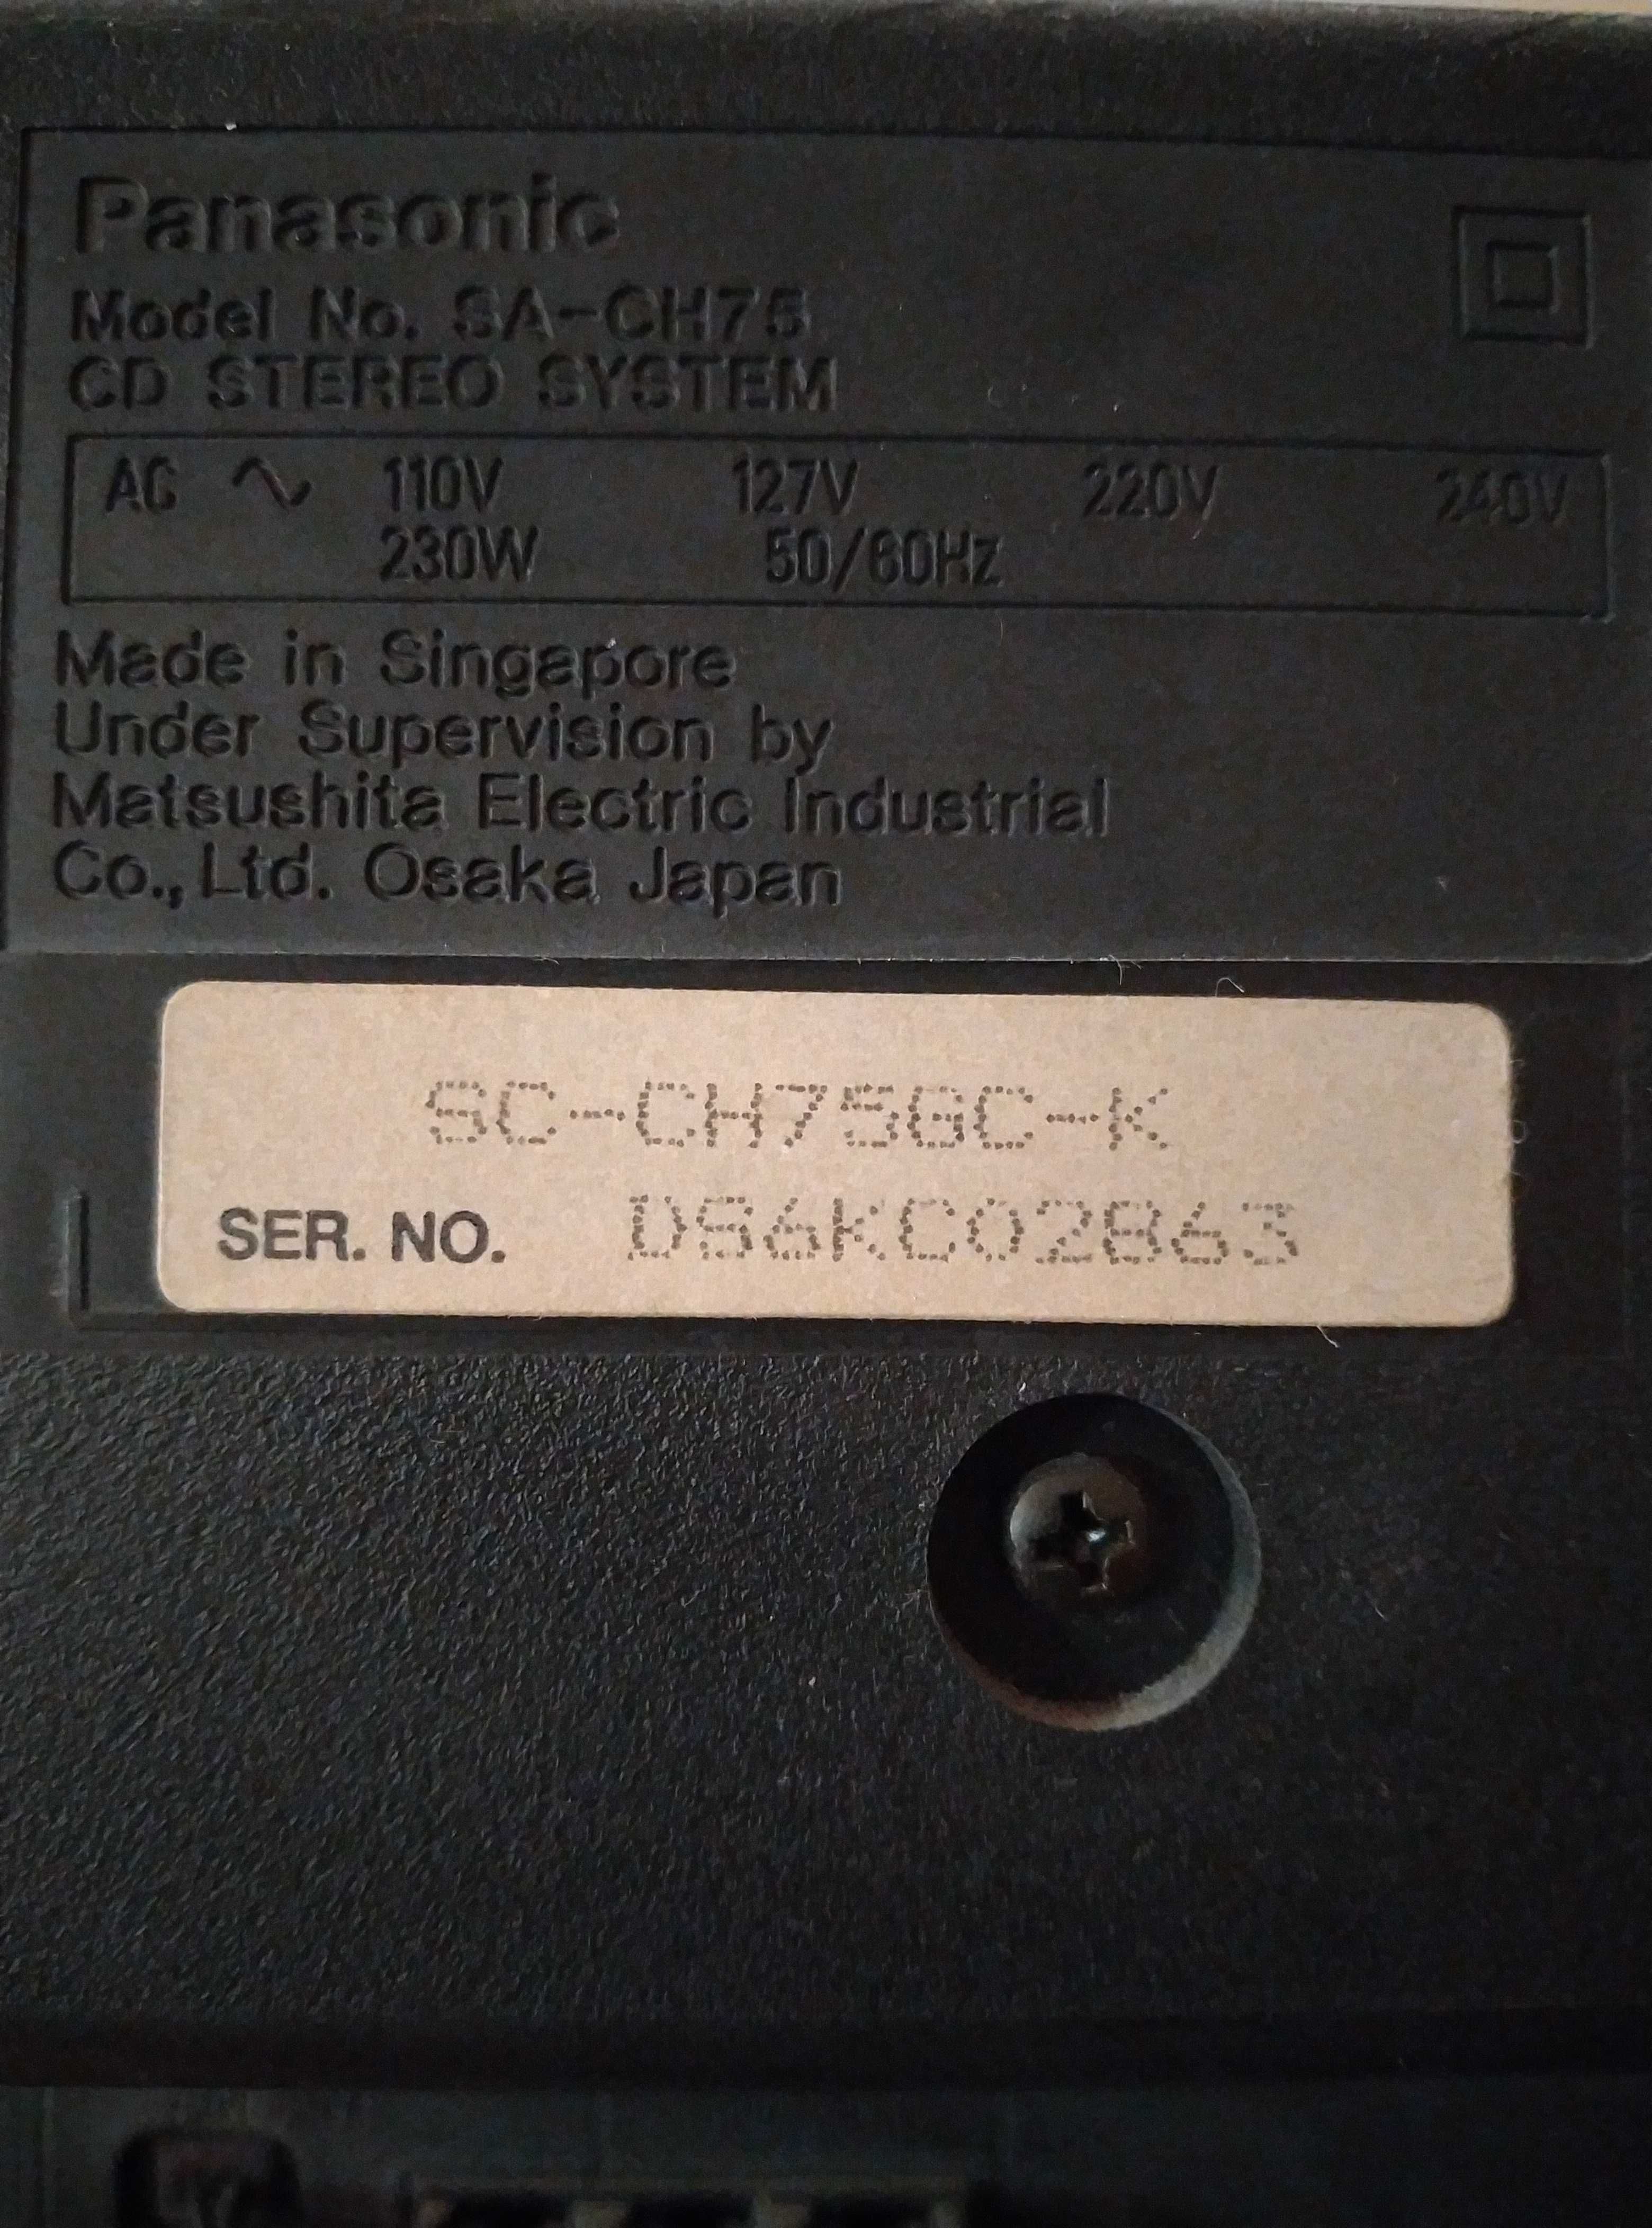 Panasonic
Model No. SA-CH75
CD STEREO SYSTEM
AC 110V 127V 220V 240V
230W 50/60Hz
Made in Singapore
Under Supervision by
Matsushita Electric Industrial
Co., Ltd. Osaka Japan
SC-CH75GC-K
SER. NO. DS6KC02863